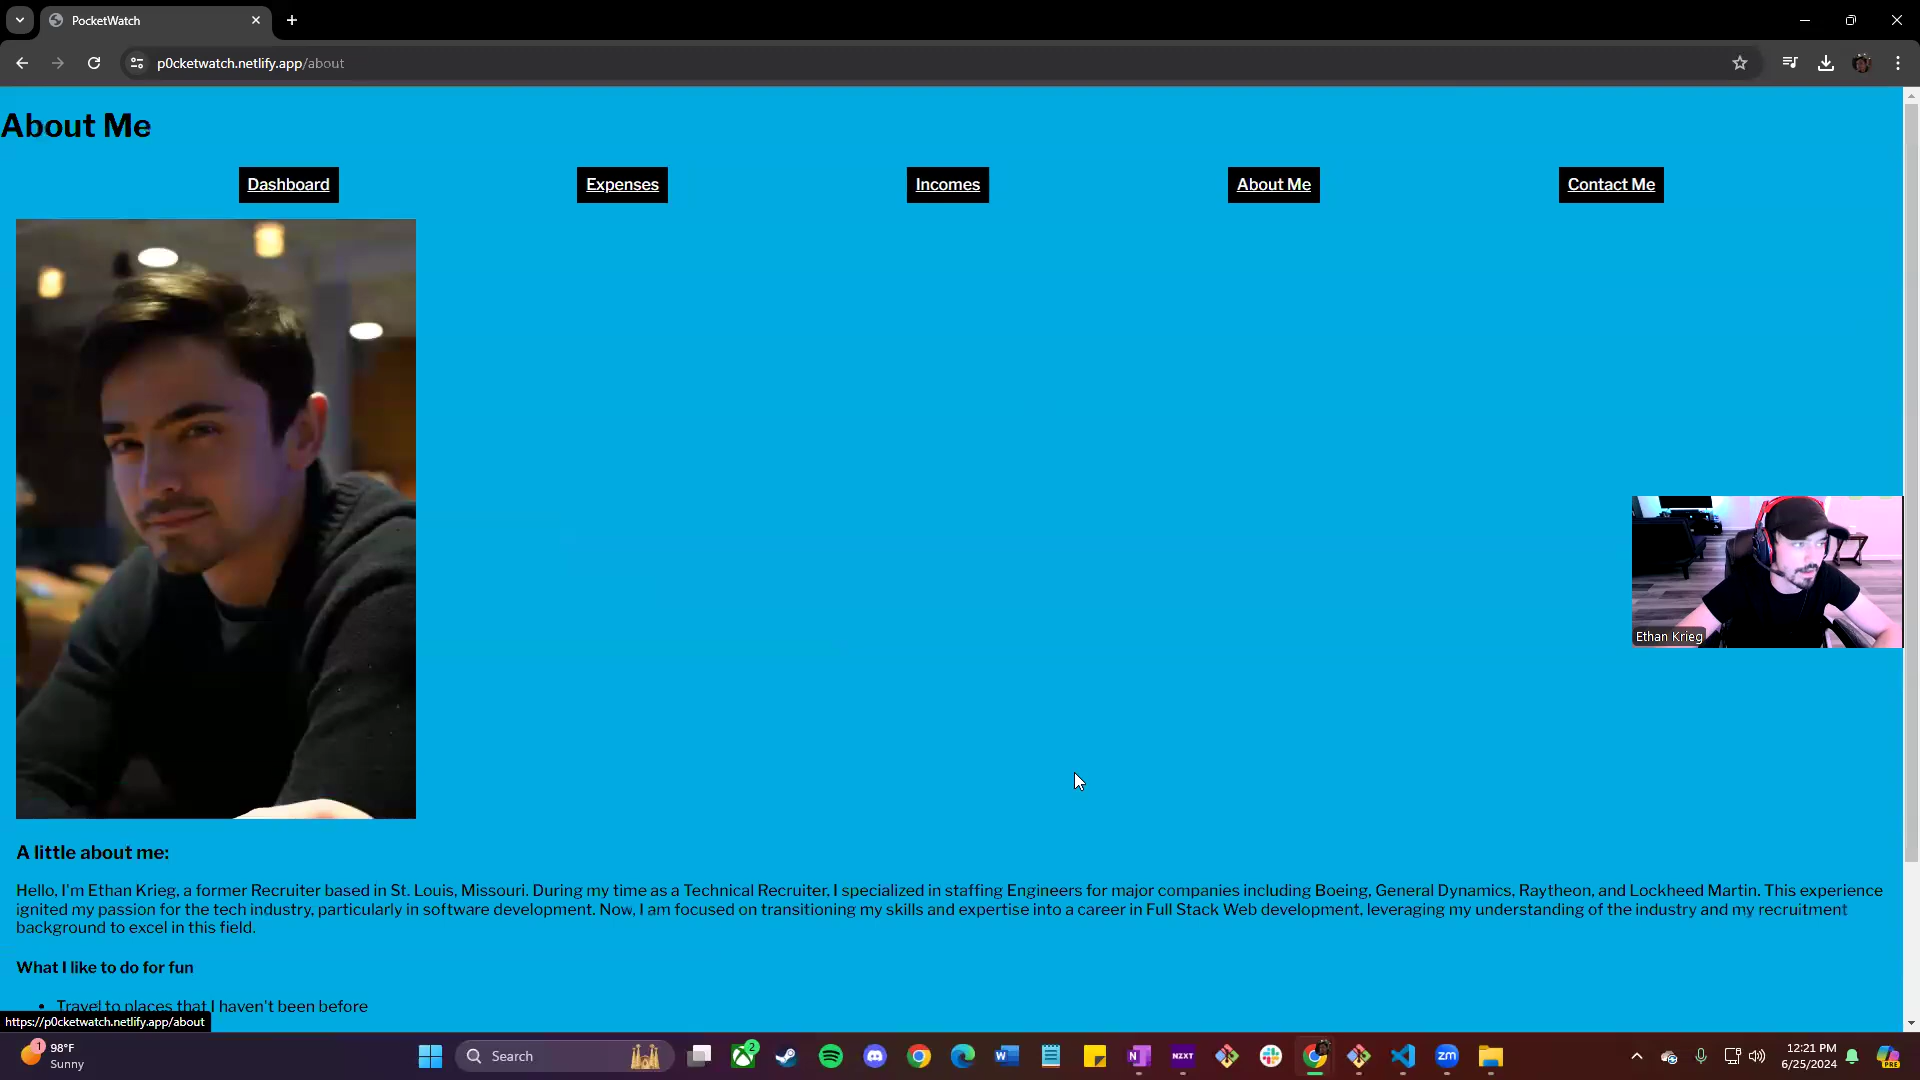 PocketWatch
p0cketwatch.netlify.app/about
About Me
Dashboard
Expenses
Incomes
About Me
Contact Me
Ethan Krieg
A little about me:
Hello, I'm Ethan Krieg, a former Recruiter based in St. Louis, Missouri. During my time as a Technical Recruiter, I specialized in staffing Engineers for major companies including Boeing, General Dynamics, Raytheon, and Lockheed Martin. This experience
ignited my passion for the tech industry, particularly in software development. Now, I am focused on transitioning my skills and expertise into a career in Full Stack Web development, leveraging my understanding of the industry and my recruitment
background to excel in this field.
What I like to do for fun
• Travel to places that I haven't been before
https://p0cketwatch.netlify.app/about
1
98°F
Sunny
Search
2
N
NZXT
W
zm
12:21 PM
6/25/2024
PRE